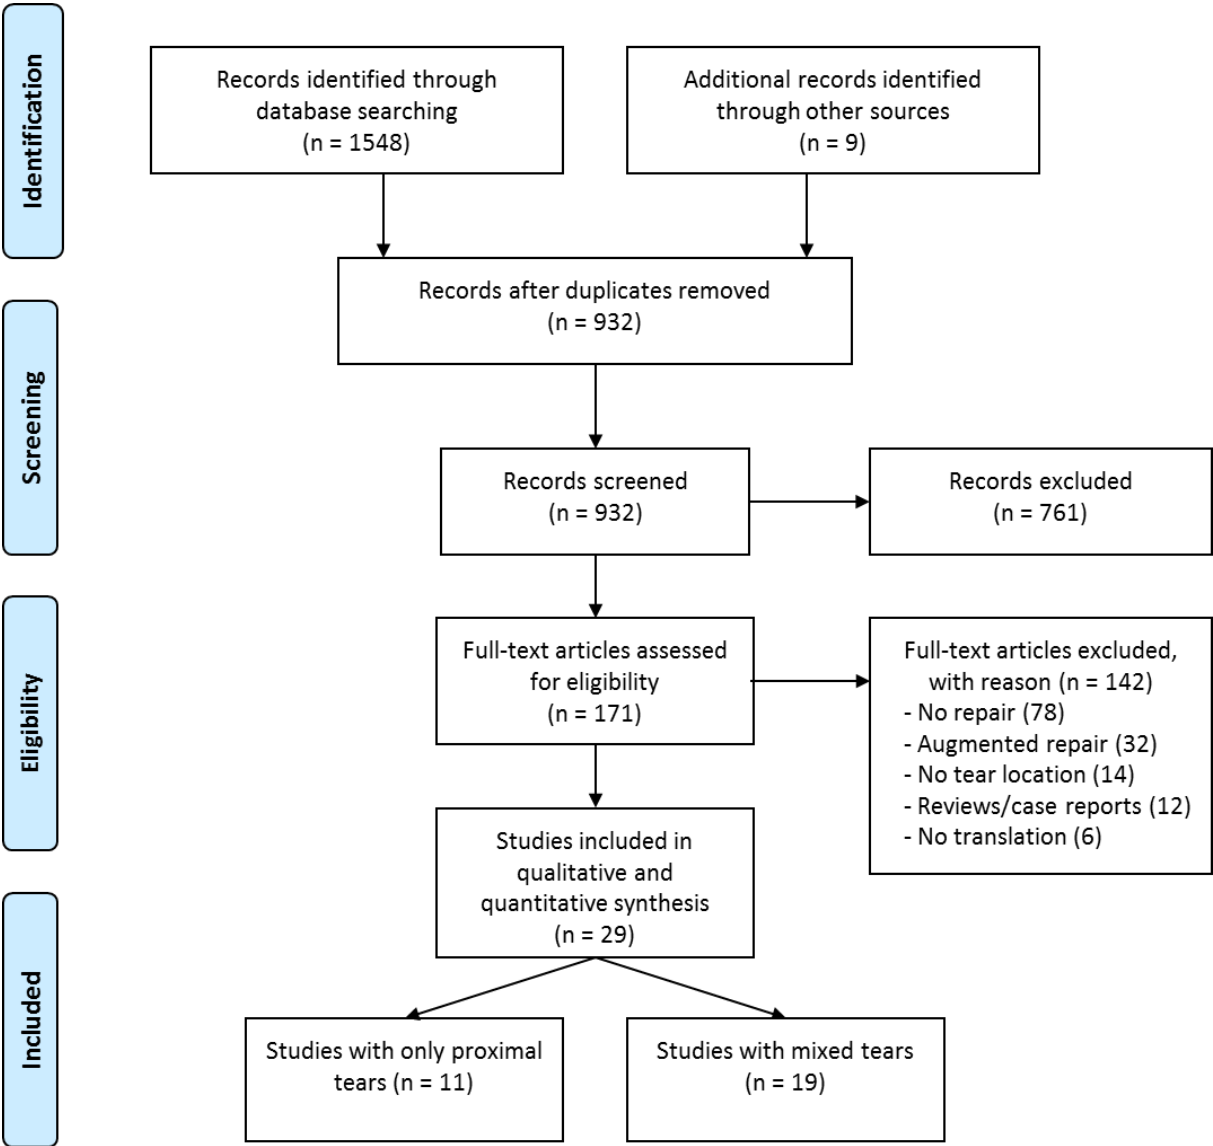 Identification
Records identified through
database searching
(n = 1548)
Additional records identified
through other sources
(n = 9)
Records after duplicates removed
(n = 932)
Screening
Records screened
(n = 932)
Records excluded
(n = 761)
Eligibility
Full-text articles assessed
for eligibility
(n = 171)
Full-text articles excluded,
with reason (n = 142)
- No repair (78)
- Augmented repair (32)
- No tear location (14)
- Reviews/case reports (12)
- No translation (6)
Studies included in
qualitative and
quantitative synthesis
(n = 29)
Included
Studies with only proximal
tears (n = 11)
Studies with mixed tears
(n = 19)